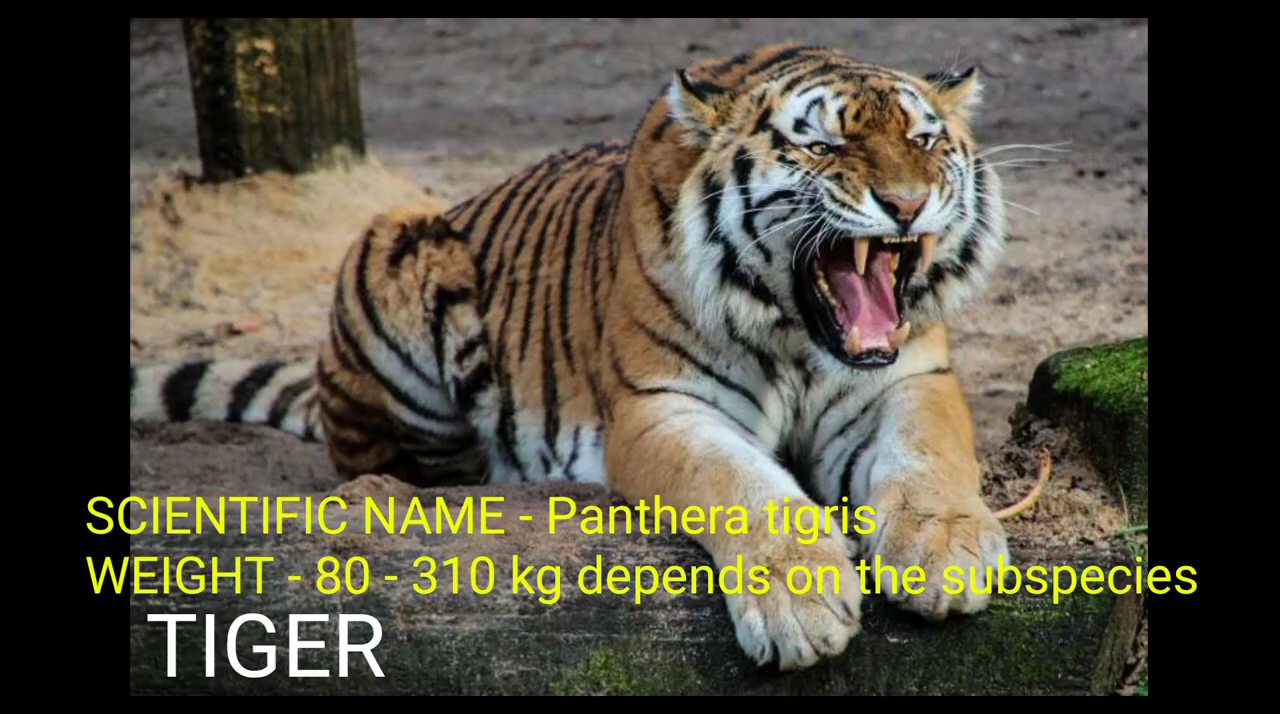 SCIENTIFIC NAME - Panthera tigris
WEIGHT - 80 - 310 kg depends on the subspecies
TIGER